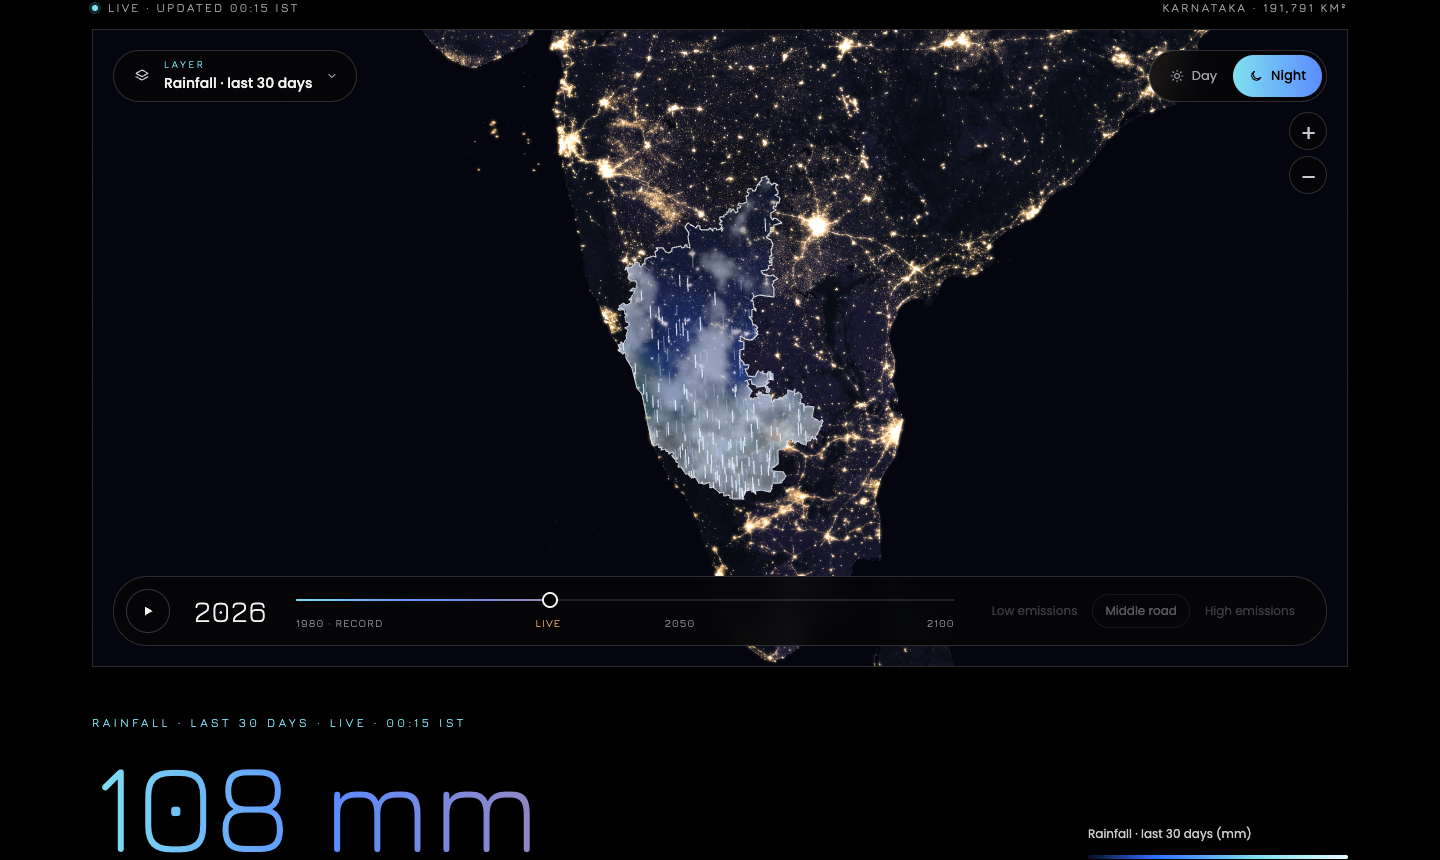 LIVE · UPDATED 00:15 IST
KARNATAKA · 191,791 KM²
LAYER
Rainfall · last 30 days
Day
Night
+
−
2026
1980 · RECORD
LIVE
2050
2100
Low emissions
Middle road
High emissions
RAINFALL · LAST 30 DAYS · LIVE · 00:15 IST
108 mm
Rainfall · last 30 days (mm)